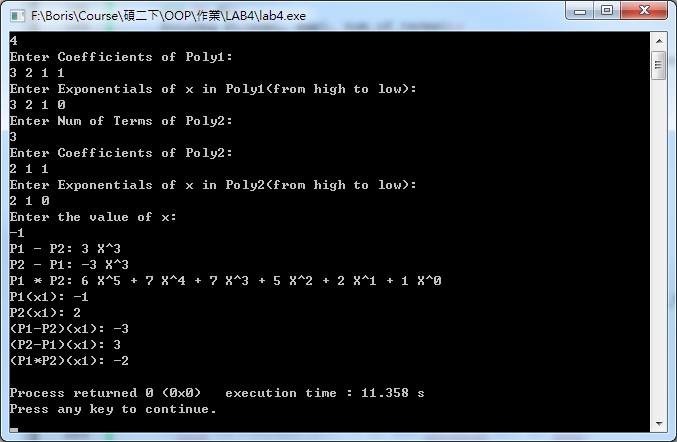 F:\Boris\Course\碩二下\OOP\作業\LAB4\lab4.exe
4
Enter Coefficients of Poly1:
3 2 1 1
Enter Exponentials of x in Poly1(from high to low):
3 2 1 0
Enter Num of Terms of Poly2:
3
Enter Coefficients of Poly2:
2 1 1
Enter Exponentials of x in Poly2(from high to low):
2 1 0
Enter the value of x:
-1
P1 - P2: 3 X^3
P2 - P1: -3 X^3
P1 * P2: 6 X^5 + 7 X^4 + 7 X^3 + 5 X^2 + 2 X^1 + 1 X^0
P1(x1): -1
P2(x1): 2
(P1-P2)(x1): -3
(P2-P1)(x1): 3
(P1*P2)(x1): -2
Process returned 0 (0x0)   execution time : 11.358 s
Press any key to continue.